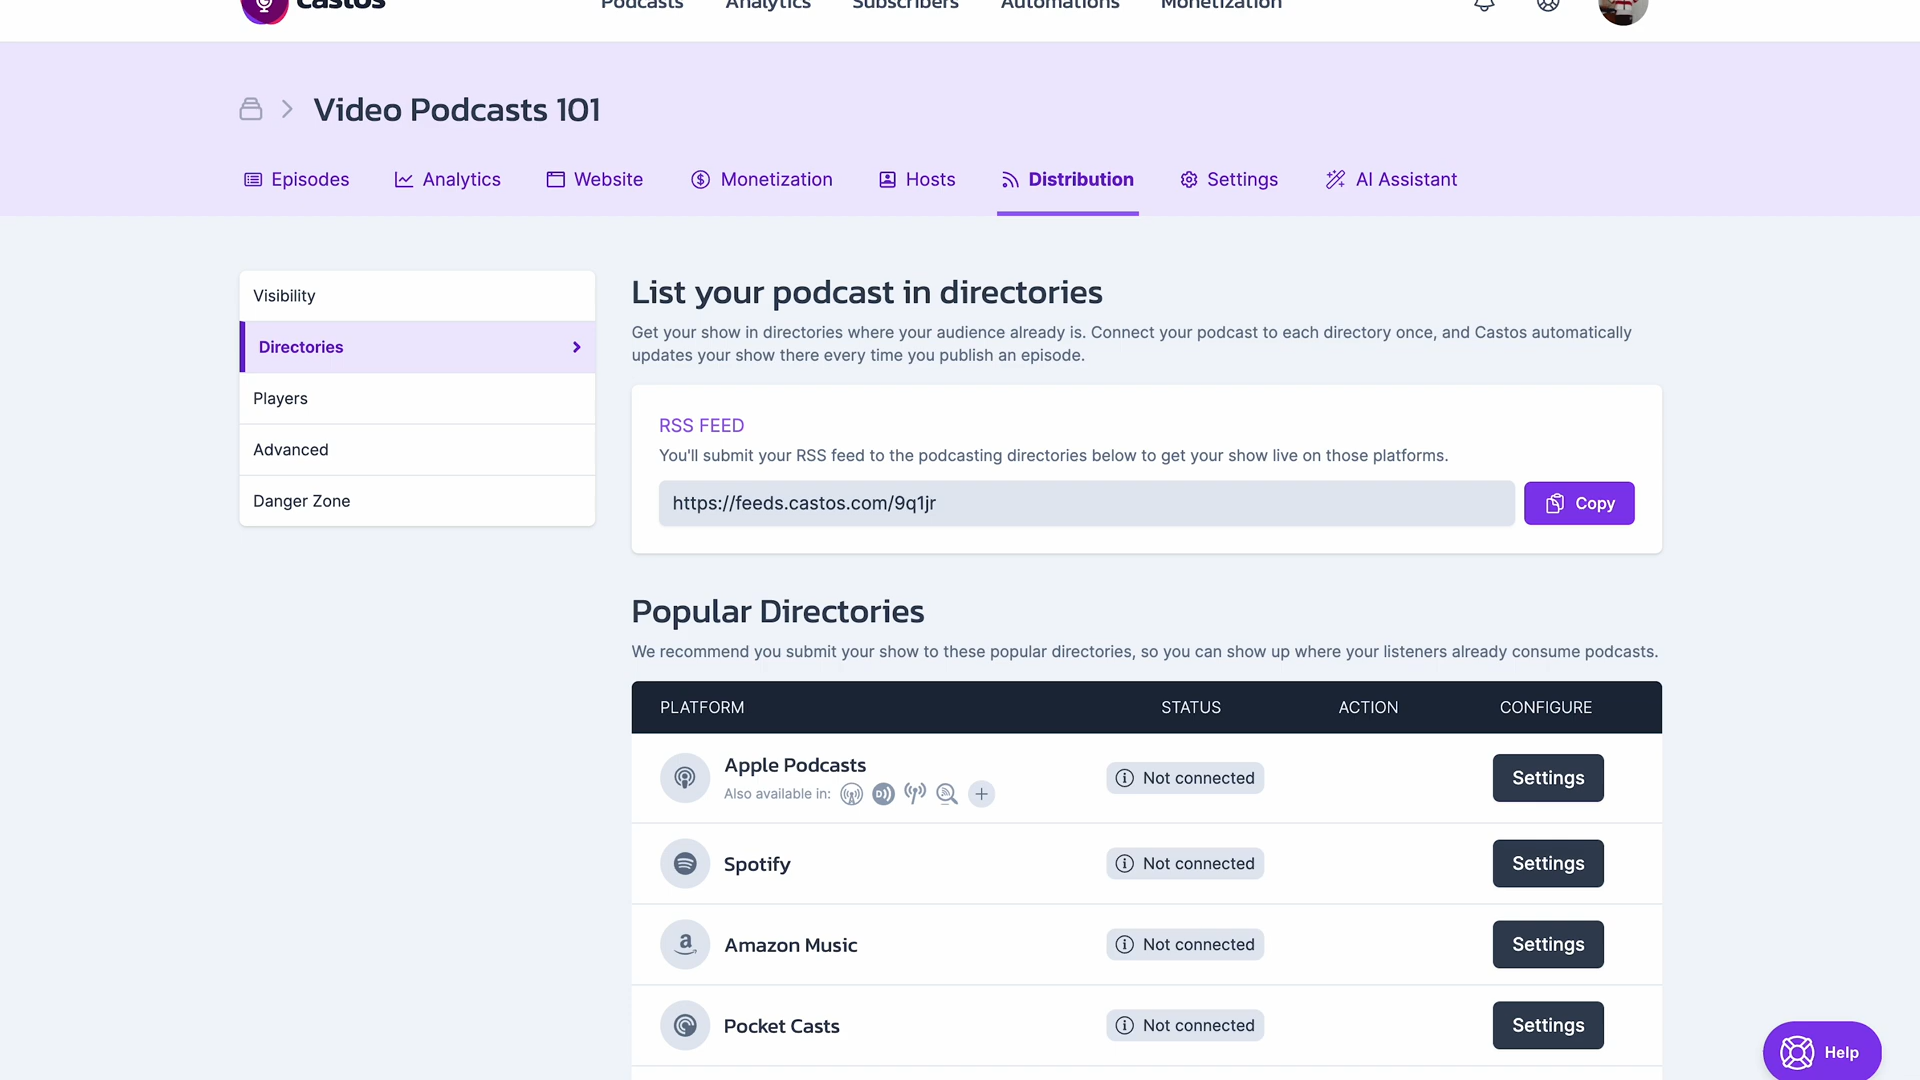 castos
Podcasts Analytics Subscribers Automations Monetization
Video Podcasts 101
Episodes Analytics Website Monetization Hosts Distribution Settings AI Assistant
Visibility
Directories
Players
Advanced
Danger Zone
List your podcast in directories
Get your show in directories where your audience already is. Connect your podcast to each directory once, and Castos automatically
updates your show there every time you publish an episode.
RSS FEED
You'll submit your RSS feed to the podcasting directories below to get your show live on those platforms.
https://feeds.castos.com/9q1jr
Copy
Popular Directories
We recommend you submit your show to these popular directories, so you can show up where your listeners already consume podcasts.
PLATFORM STATUS ACTION CONFIGURE
Apple Podcasts
Also available in:
Not connected
Settings
Spotify
Not connected
Settings
Amazon Music
Not connected
Settings
Pocket Casts
Not connected
Settings
Help